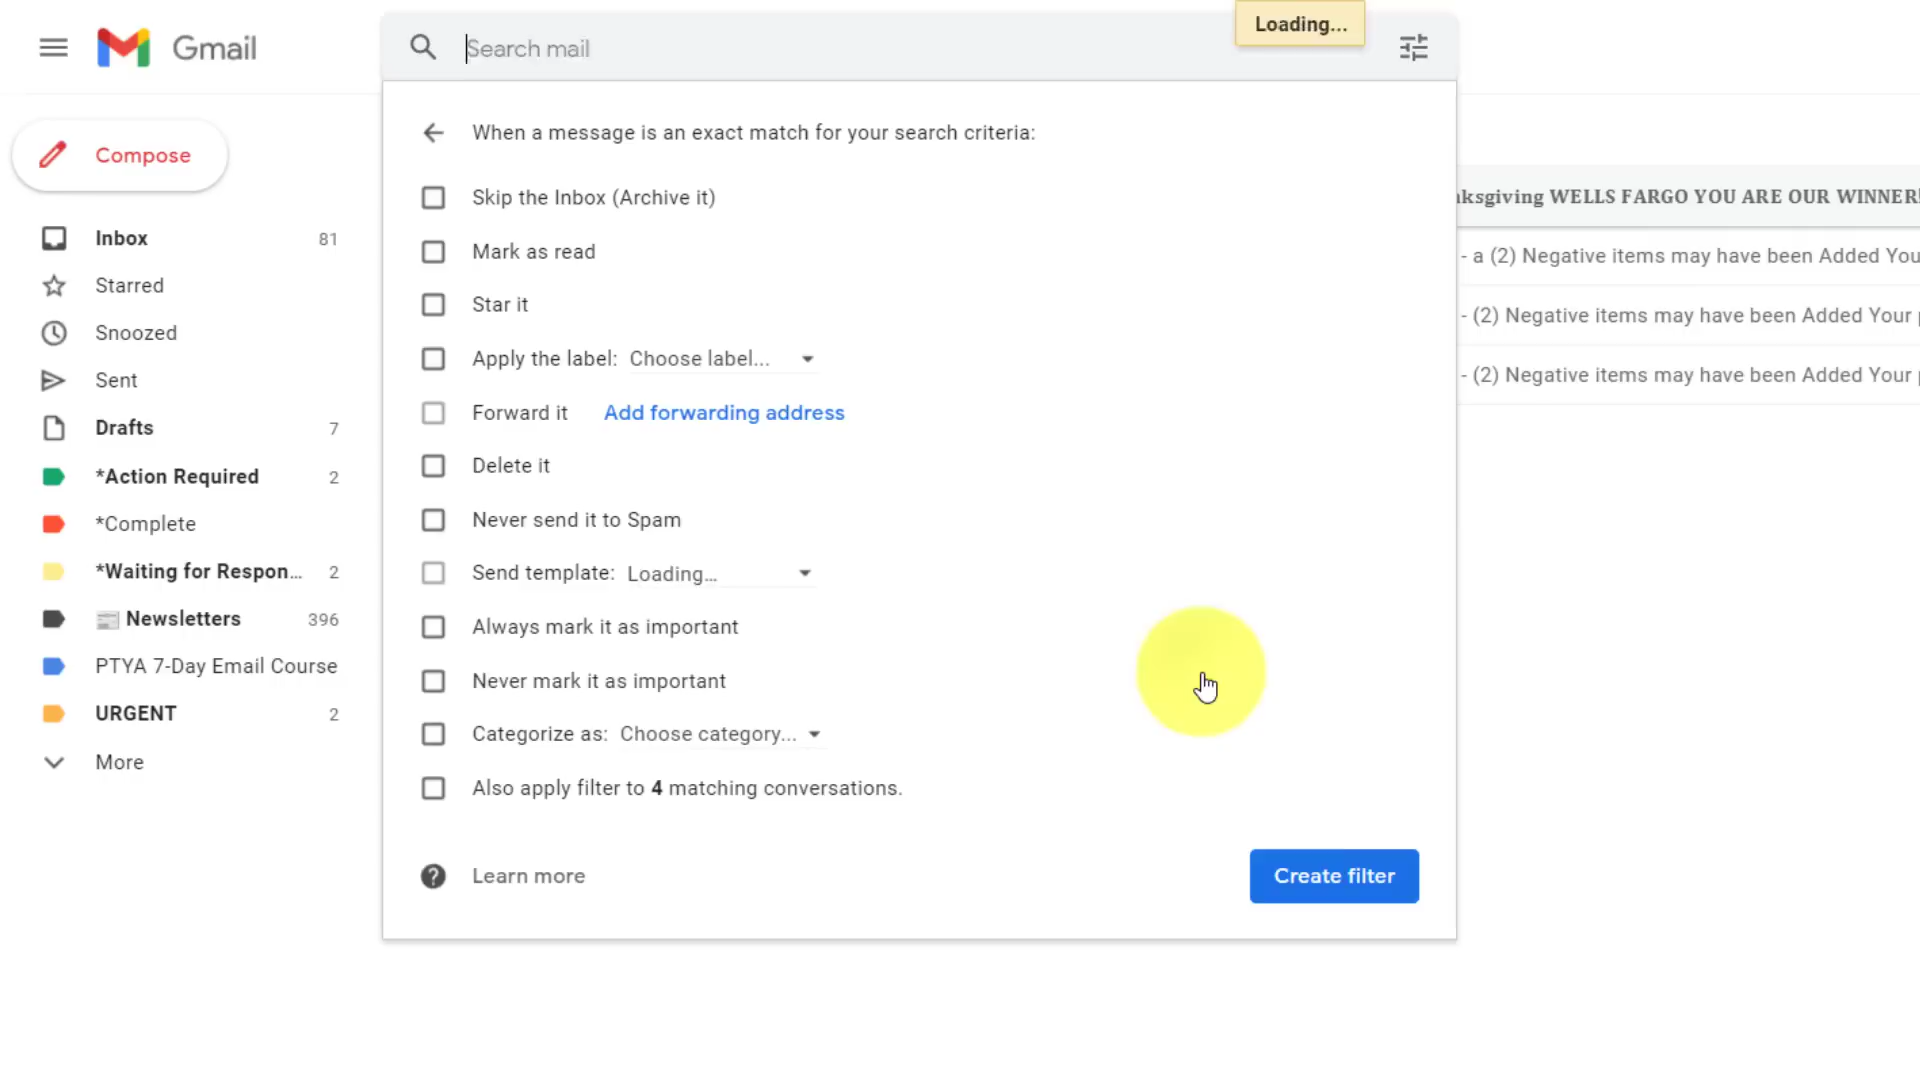 Gmail
Search mail
Loading...
Compose
Inbox 81
Starred
Snoozed
Sent
Drafts 7
*Action Required 2
*Complete
*Waiting for Respon... 2
Newsletters 396
PTYA 7-Day Email Course
URGENT 2
More
When a message is an exact match for your search criteria:
Skip the Inbox (Archive it)
Mark as read
Star it
Apply the label: Choose label...
Forward it Add forwarding address
Delete it
Never send it to Spam
Send template: Loading...
Always mark it as important
Never mark it as important
Categorize as: Choose category...
Also apply filter to 4 matching conversations.
Learn more
Create filter
nksgiving WELLS FARGO YOU ARE OUR WINNER!
- a (2) Negative items may have been Added You
- (2) Negative items may have been Added Your p
- (2) Negative items may have been Added Your p